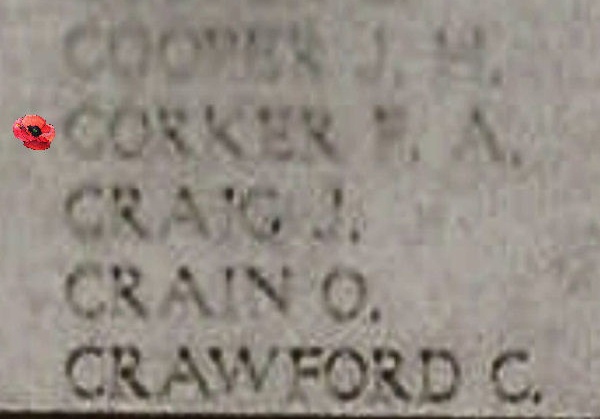 COOPER J. H.
CORKER F. A.
CRAIG J.
CRAIN O.
CRAWFORD C.